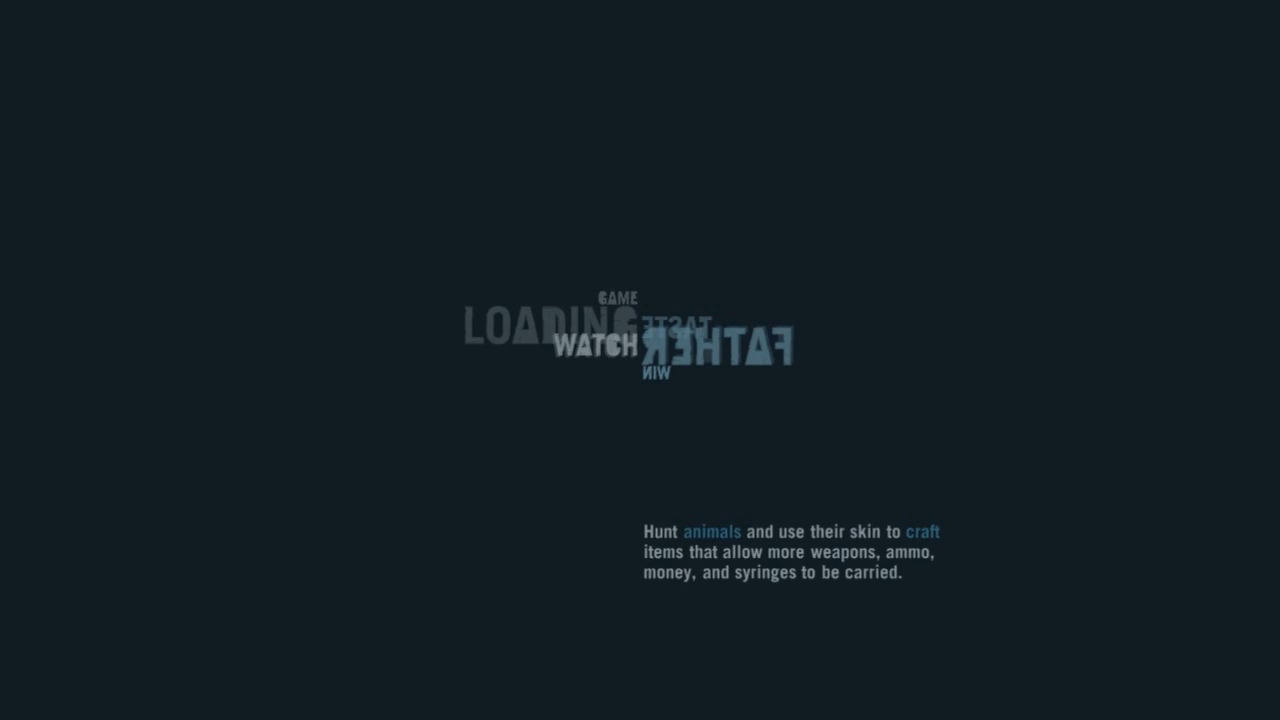 GAME
LOADING
TASTE
WATCH
FATHER
WIN
Hunt animals and use their skin to craft
items that allow more weapons, ammo,
money, and syringes to be carried.